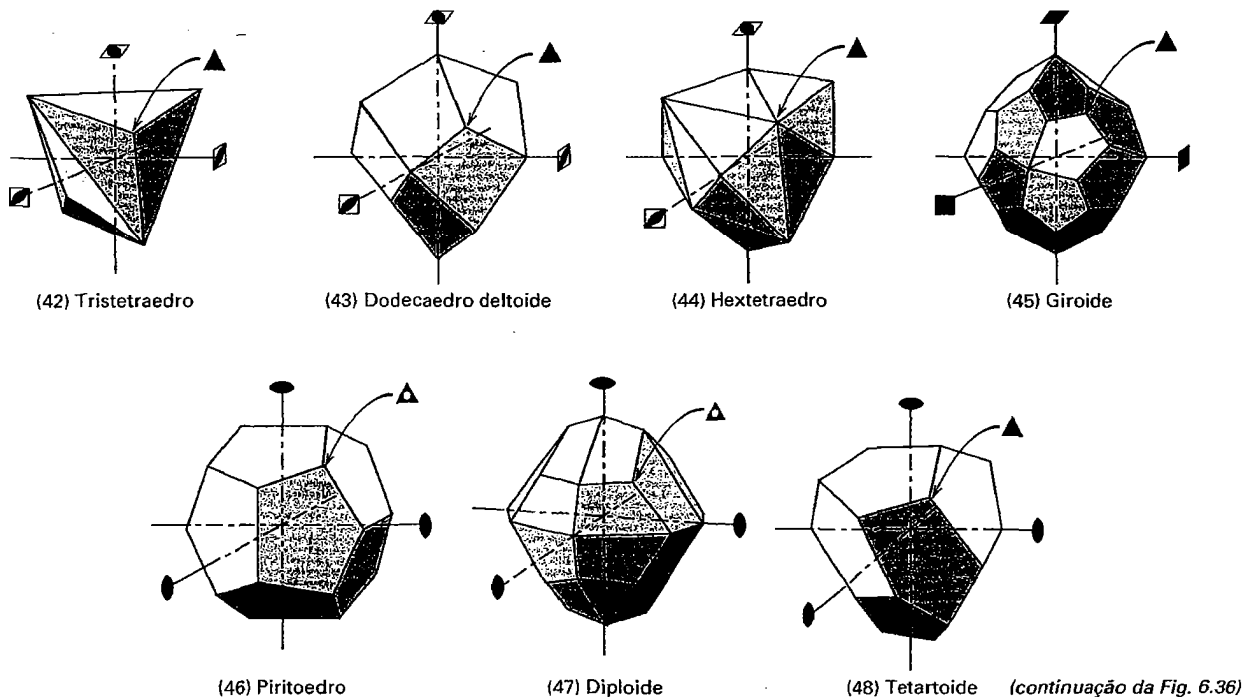 (42) Tristetraedro
(43) Dodecaedro deltoide
(44) Hextetraedro
(45) Giroide
(46) Piritoedro
(47) Diploide
(48) Tetartoide
(continuação da Fig. 6.36)